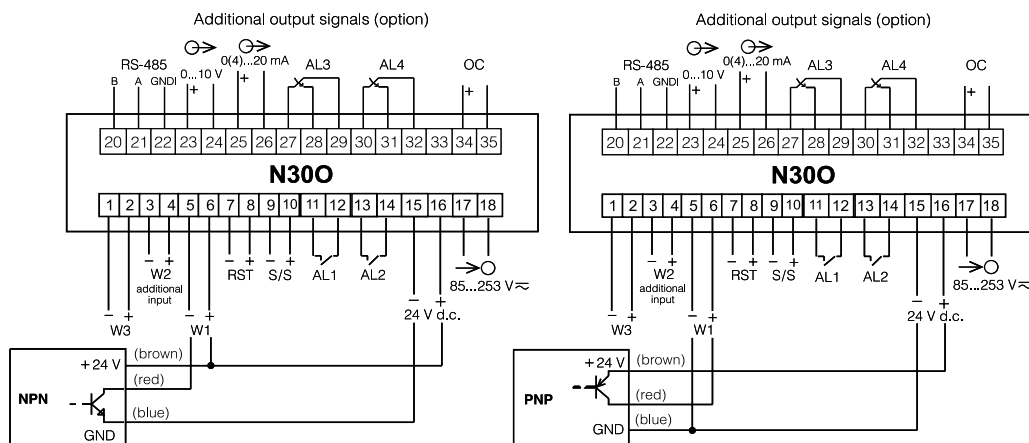 Additional output signals (option)
RS-485
B A GNDI
0...10 V
+
0(4)...20 mA
+
AL3
AL4
OC
+
20 21 22 23 24 25 26 27 28 29 30 31 32 33 34 35
N30O
1 2 3 4 5 6 7 8 9 10 11 12 13 14 15 16 17 18
− + − + − + − + − +
W2
additional
input
RST
S/S
AL1
AL2
85...253 V
− +
W3
− +
W1
− +
24 V d.c.
+24 V
(brown)
(red)
NPN
(blue)
GND
Additional output signals (option)
RS-485
B A GNDI
0...10 V
+
0(4)...20 mA
+
AL3
AL4
OC
+
20 21 22 23 24 25 26 27 28 29 30 31 32 33 34 35
N30O
1 2 3 4 5 6 7 8 9 10 11 12 13 14 15 16 17 18
− + − + − +
W2
additional
input
RST
S/S
AL1
AL2
85...253 V
− +
W3
− +
W1
− +
24 V d.c.
+24 V
(brown)
PNP
(red)
(blue)
GND